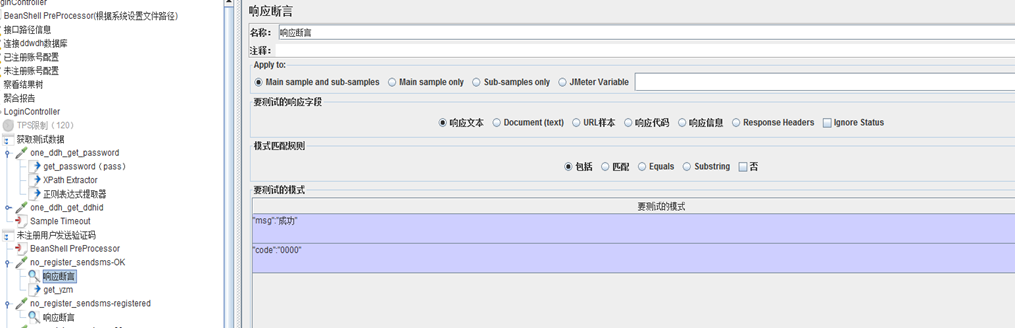 ginController
BeanShell PreProcessor(根据系统设置文件路径)
接口路径信息
连接ddwdh数据库
已注册账号配置
未注册账号配置
察看结果树
聚合报告
LoginController
TPS限制（120）
获取测试数据
one_ddh_get_password
get_password（pass）
XPath Extractor
正则表达式提取器
one_ddh_get_ddhid
Sample Timeout
未注册用户发送验证码
BeanShell PreProcessor
no_register_sendsms-OK
响应断言
get_yzm
no_register_sendsms-registered
响应断言
响应断言
名称： 响应断言
注释：
Apply to:
Main sample and sub-samples Main sample only Sub-samples only JMeter Variable
要测试的响应字段
响应文本 Document (text) URL样本 响应代码 响应信息 Response Headers Ignore Status
模式匹配规则
包括 匹配 Equals Substring 否
要测试的模式
要测试的模式
"msg":"成功"
"code":"0000"